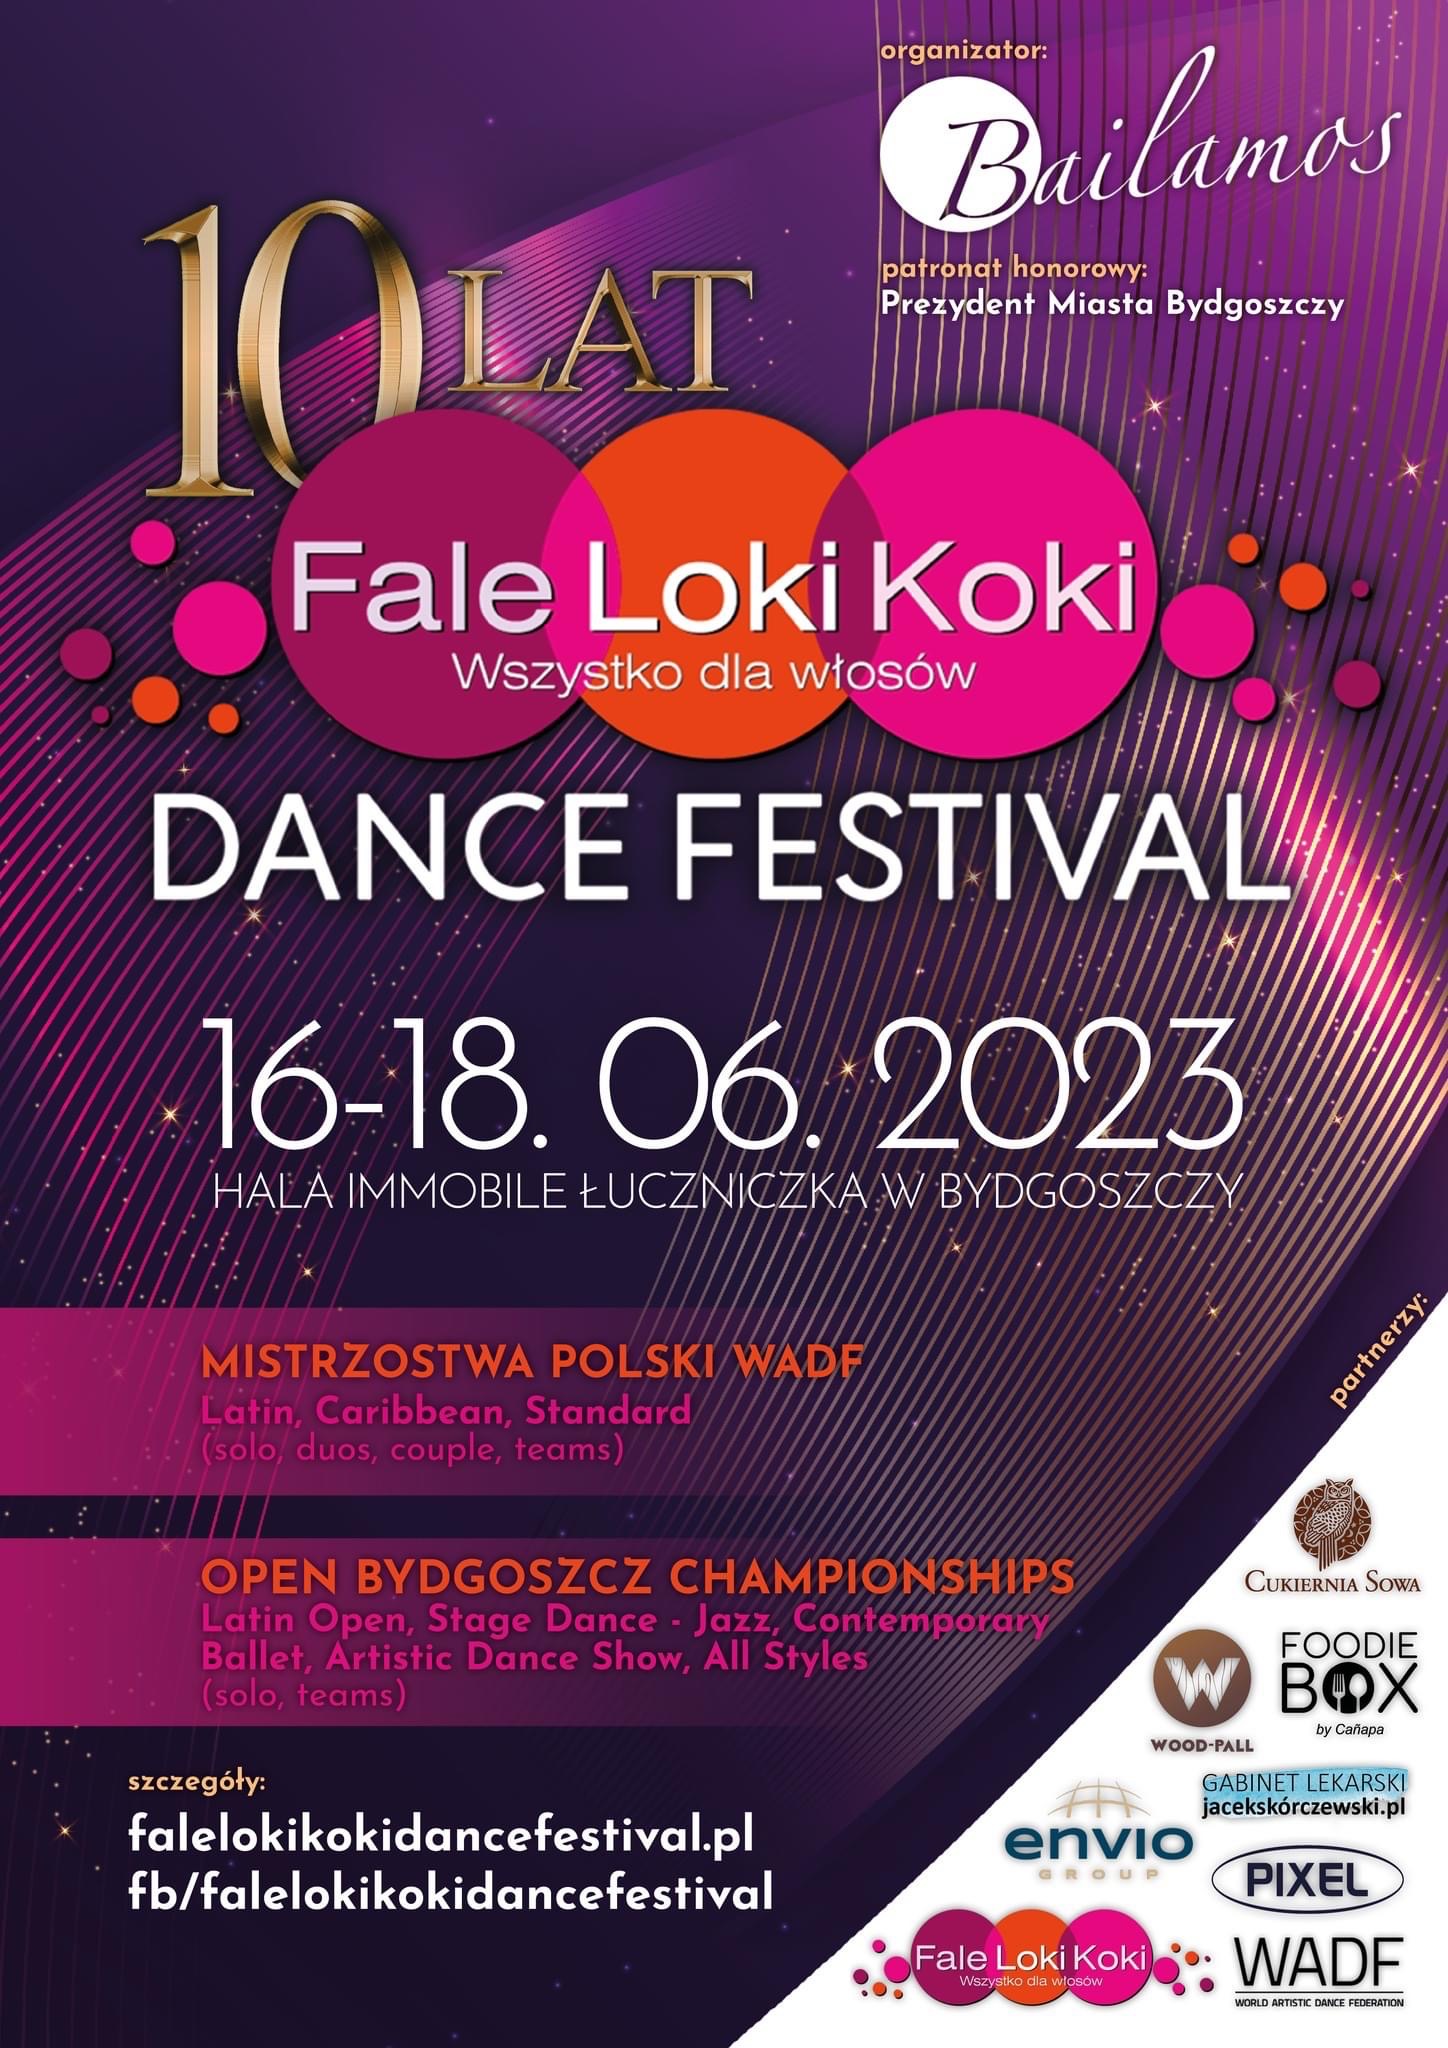 organizator:
Bailamos
patronat honorowy:
Prezydent Miasta Bydgoszczy
10 LAT
Fale Loki Koki
Wszystko dla włosów
DANCE FESTIVAL
16-18. 06. 2023
HALA IMMOBILE ŁUCZNICZKA W BYDGOSZCZY
MISTRZOSTWA POLSKI WADF
Latin, Caribbean, Standard
(solo, duos, couple, teams)
OPEN BYDGOSZCZ CHAMPIONSHIPS
Latin Open, Stage Dance - Jazz, Contemporary
Ballet, Artistic Dance Show, All Styles
(solo, teams)
szczegóły:
falelokikokidancefestival.pl
fb/falelokikokidancefestival
partnerzy:
CUKIERNIA SOWA
W
WOOD-PALL
FOODIE
BOX
by Cañapa
GABINET LEKARSKI
jacekskórczewski.pl
envio
GROUP
PIXEL
Fale Loki Koki
Wszystko dla włosów
WADF
WORLD ARTISTIC DANCE FEDERATION